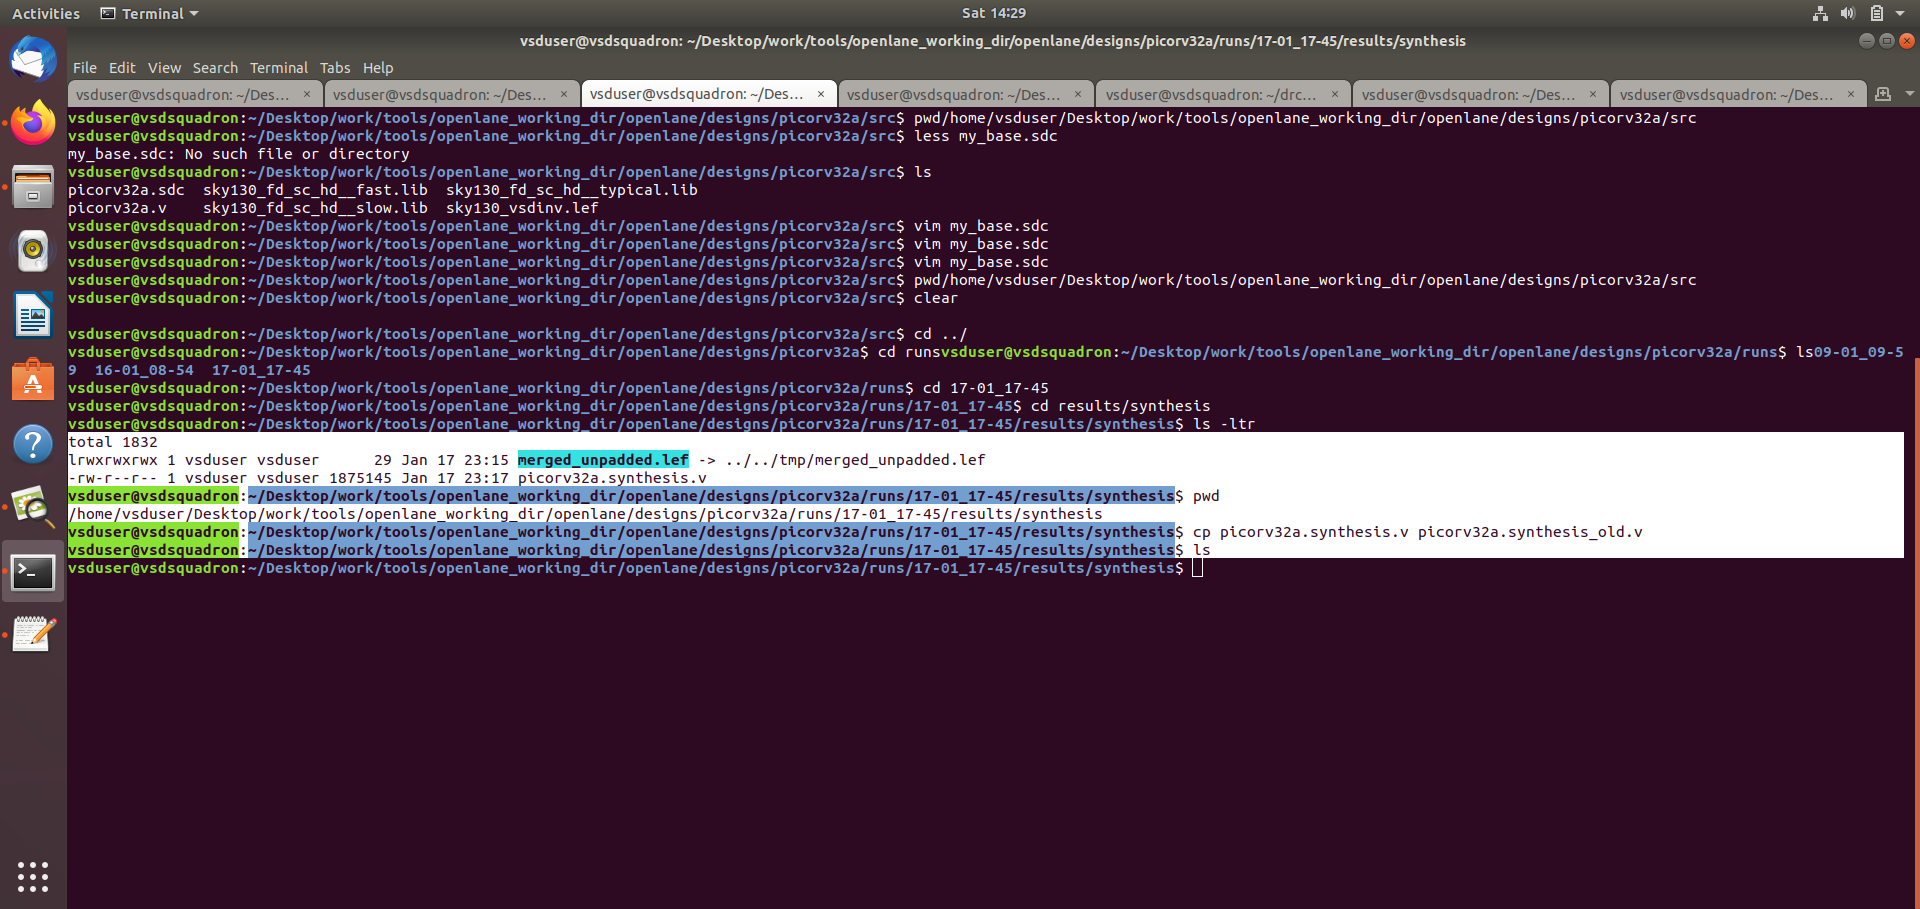 Activities Terminal Sat 14:29
vsduser@vsdsquadron: ~/Desktop/work/tools/openlane_working_dir/openlane/designs/picorv32a/runs/17-01_17-45/results/synthesis
File Edit View Search Terminal Tabs Help
vsduser@vsdsquadron: ~/Des... × vsduser@vsdsquadron: ~/Des... × vsduser@vsdsquadron: ~/Des... × vsduser@vsdsquadron: ~/Des... × vsduser@vsdsquadron: ~/drc... × vsduser@vsdsquadron: ~/Des... × vsduser@vsdsquadron: ~/Des... ×
vsduser@vsdsquadron:~/Desktop/work/tools/openlane_working_dir/openlane/designs/picorv32a/src$ pwd/home/vsduser/Desktop/work/tools/openlane_working_dir/openlane/designs/picorv32a/src
vsduser@vsdsquadron:~/Desktop/work/tools/openlane_working_dir/openlane/designs/picorv32a/src$ less my_base.sdc
my_base.sdc: No such file or directory
vsduser@vsdsquadron:~/Desktop/work/tools/openlane_working_dir/openlane/designs/picorv32a/src$ ls
picorv32a.sdc  sky130_fd_sc_hd__fast.lib  sky130_fd_sc_hd__typical.lib
picorv32a.v    sky130_fd_sc_hd__slow.lib  sky130_vsdinv.lef
vsduser@vsdsquadron:~/Desktop/work/tools/openlane_working_dir/openlane/designs/picorv32a/src$ vim my_base.sdc
vsduser@vsdsquadron:~/Desktop/work/tools/openlane_working_dir/openlane/designs/picorv32a/src$ vim my_base.sdc
vsduser@vsdsquadron:~/Desktop/work/tools/openlane_working_dir/openlane/designs/picorv32a/src$ vim my_base.sdc
vsduser@vsdsquadron:~/Desktop/work/tools/openlane_working_dir/openlane/designs/picorv32a/src$ pwd/home/vsduser/Desktop/work/tools/openlane_working_dir/openlane/designs/picorv32a/src
vsduser@vsdsquadron:~/Desktop/work/tools/openlane_working_dir/openlane/designs/picorv32a/src$ clear
vsduser@vsdsquadron:~/Desktop/work/tools/openlane_working_dir/openlane/designs/picorv32a/src$ cd ../
vsduser@vsdsquadron:~/Desktop/work/tools/openlane_working_dir/openlane/designs/picorv32a$ cd runsvsduser@vsdsquadron:~/Desktop/work/tools/openlane_working_dir/openlane/designs/picorv32a/runs$ ls09-01_09-5
9  16-01_08-54  17-01_17-45
vsduser@vsdsquadron:~/Desktop/work/tools/openlane_working_dir/openlane/designs/picorv32a/runs$ cd 17-01_17-45
vsduser@vsdsquadron:~/Desktop/work/tools/openlane_working_dir/openlane/designs/picorv32a/runs/17-01_17-45$ cd results/synthesis
vsduser@vsdsquadron:~/Desktop/work/tools/openlane_working_dir/openlane/designs/picorv32a/runs/17-01_17-45/results/synthesis$ ls -ltr
total 1832
lrwxrwxrwx 1 vsduser vsduser      29 Jan 17 23:15 merged_unpadded.lef -> ../../tmp/merged_unpadded.lef
-rw-r--r-- 1 vsduser vsduser 1875145 Jan 17 23:17 picorv32a.synthesis.v
vsduser@vsdsquadron:~/Desktop/work/tools/openlane_working_dir/openlane/designs/picorv32a/runs/17-01_17-45/results/synthesis$ pwd
/home/vsduser/Desktop/work/tools/openlane_working_dir/openlane/designs/picorv32a/runs/17-01_17-45/results/synthesis
vsduser@vsdsquadron:~/Desktop/work/tools/openlane_working_dir/openlane/designs/picorv32a/runs/17-01_17-45/results/synthesis$ cp picorv32a.synthesis.v picorv32a.synthesis_old.v
vsduser@vsdsquadron:~/Desktop/work/tools/openlane_working_dir/openlane/designs/picorv32a/runs/17-01_17-45/results/synthesis$ ls
vsduser@vsdsquadron:~/Desktop/work/tools/openlane_working_dir/openlane/designs/picorv32a/runs/17-01_17-45/results/synthesis$